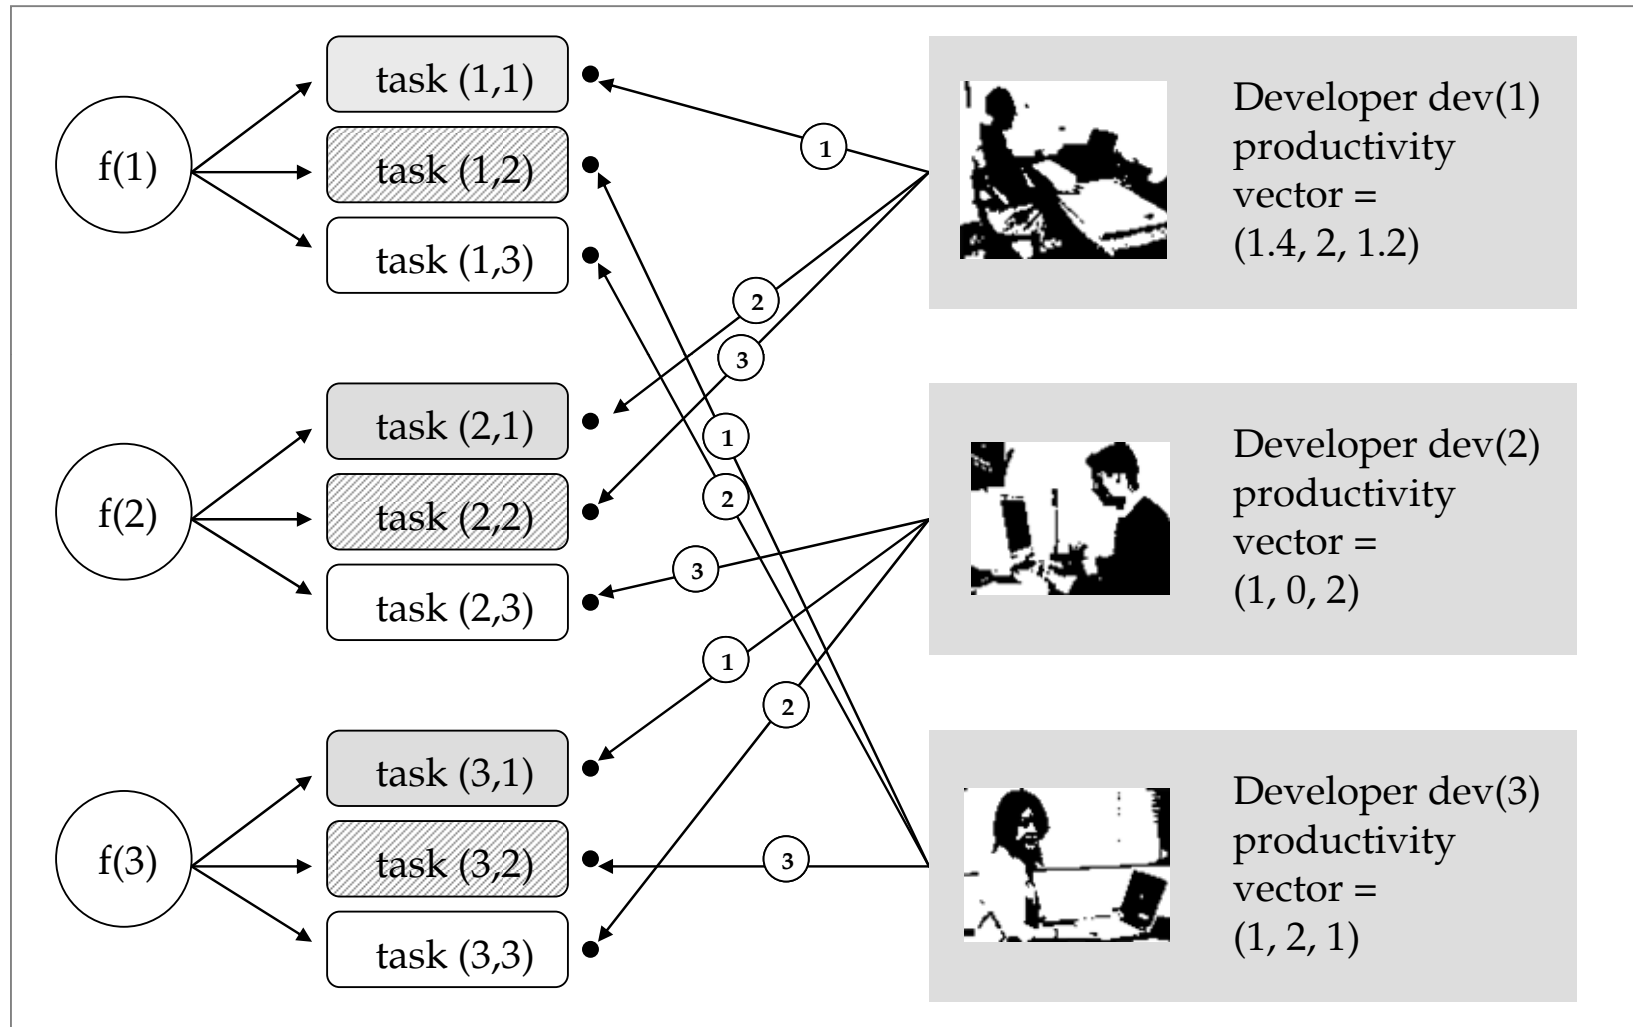 f(1)
task (1,1)
task (1,2)
task (1,3)
f(2)
task (2,1)
task (2,2)
task (2,3)
f(3)
task (3,1)
task (3,2)
task (3,3)
1
2
3
1
2
3
1
2
3
Developer dev(1)
productivity
vector =
(1.4, 2, 1.2)
Developer dev(2)
productivity
vector =
(1, 0, 2)
Developer dev(3)
productivity
vector =
(1, 2, 1)